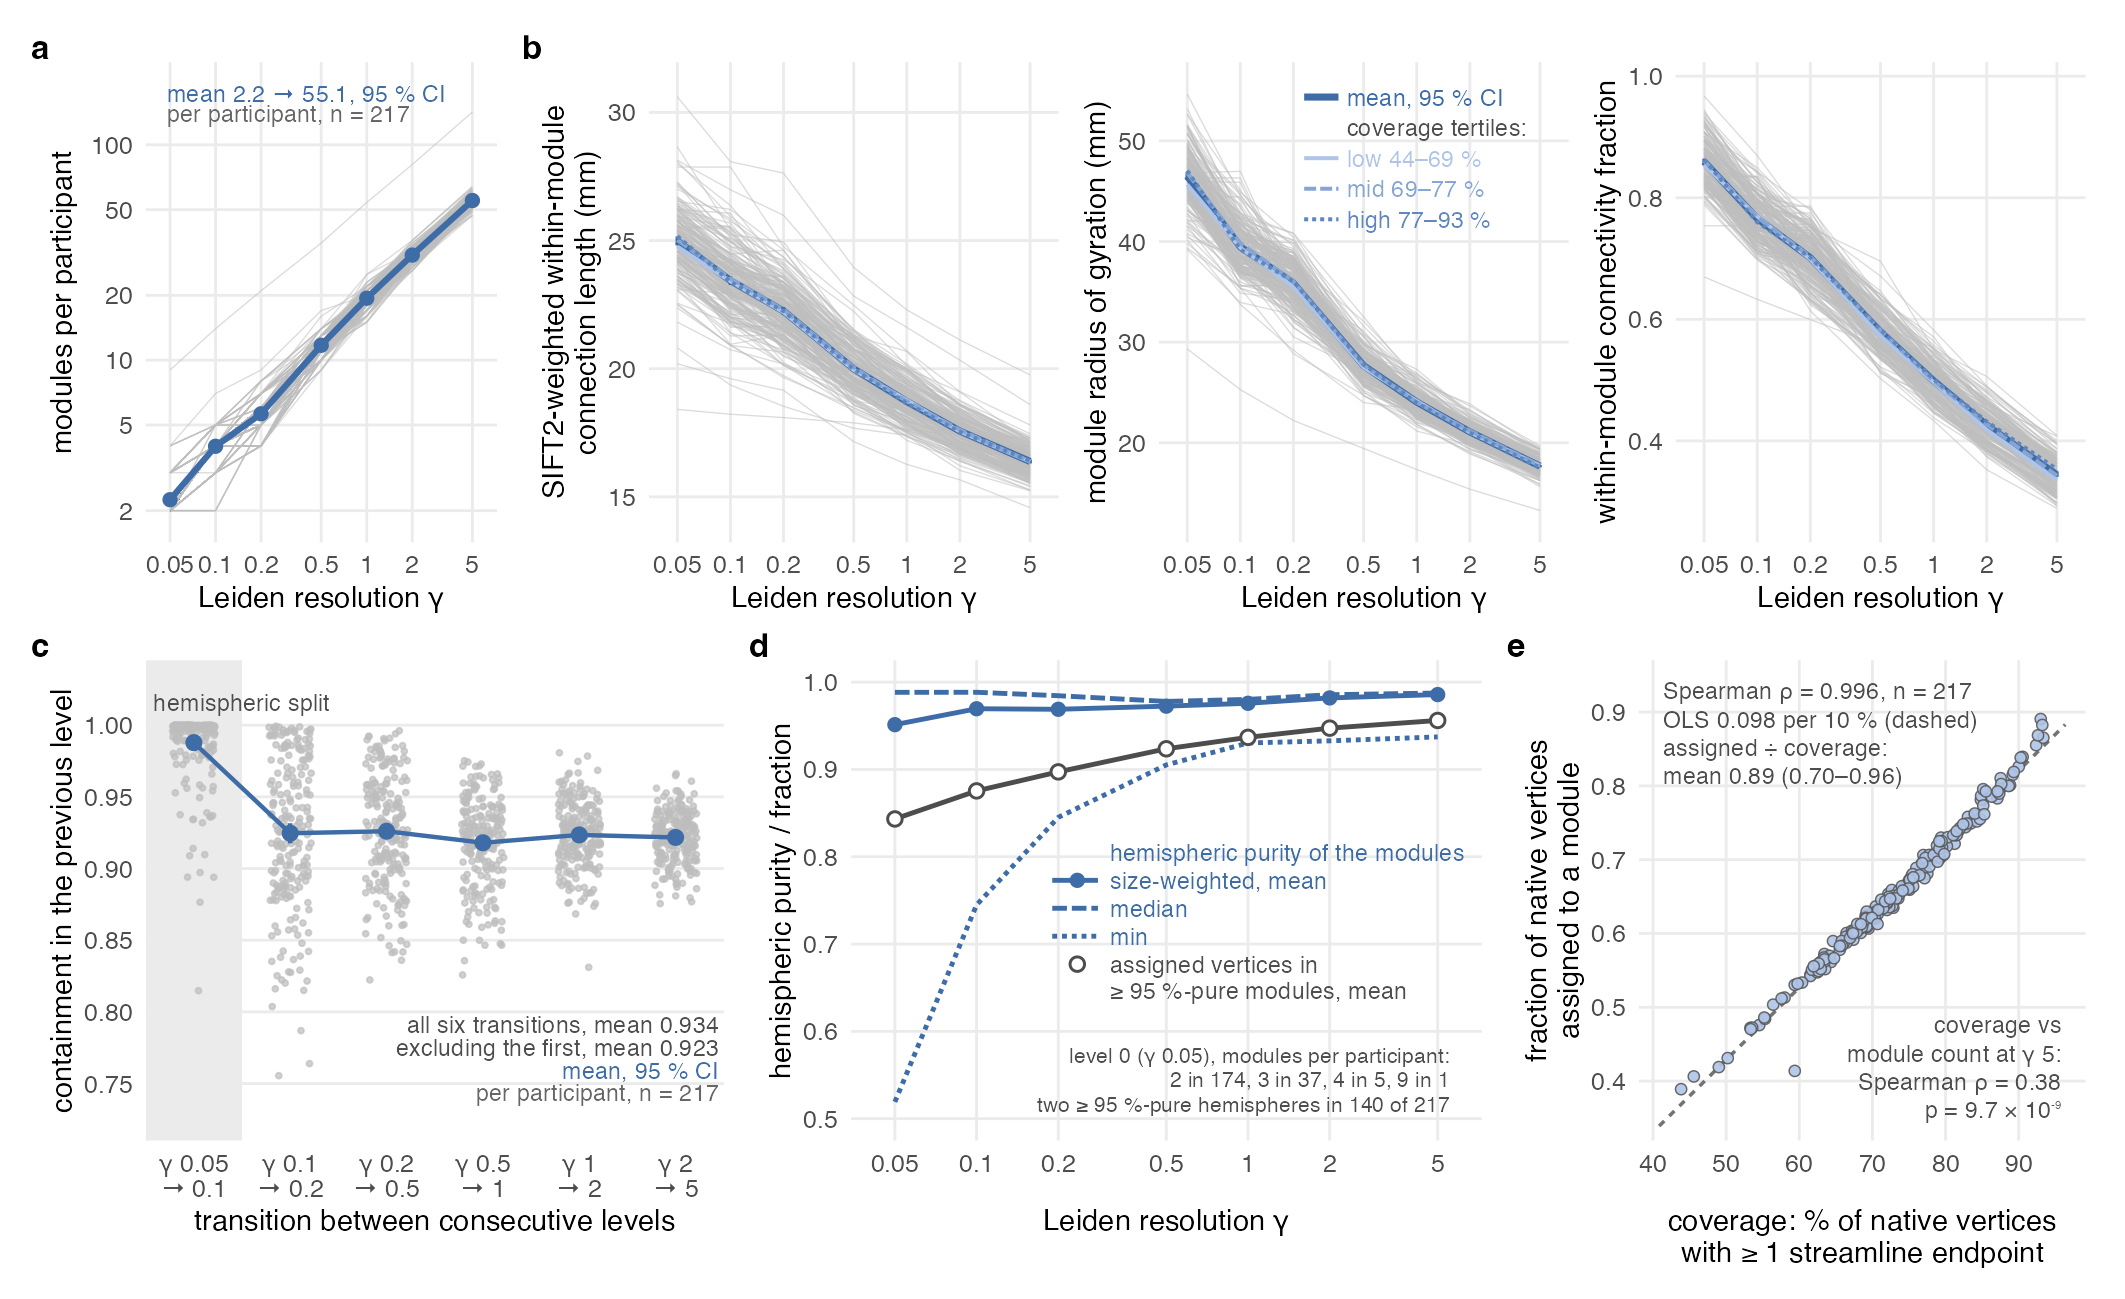 a
mean 2.2 → 55.1, 95 % CI
per participant, n = 217
modules per participant
100
50
20
10
5
2
0.05 0.1 0.2 0.5 1 2 5
Leiden resolution γ
b
SIFT2-weighted within-module
connection length (mm)
30
25
20
15
0.05 0.1 0.2 0.5 1 2 5
Leiden resolution γ
module radius of gyration (mm)
50
40
30
20
mean, 95 % CI
coverage tertiles:
low 44–69 %
mid 69–77 %
high 77–93 %
0.05 0.1 0.2 0.5 1 2 5
Leiden resolution γ
within-module connectivity fraction
1.0
0.8
0.6
0.4
0.05 0.1 0.2 0.5 1 2 5
Leiden resolution γ
c
containment in the previous level
hemispheric split
1.00
0.95
0.90
0.85
0.80
0.75
all six transitions, mean 0.934
excluding the first, mean 0.923
mean, 95 % CI
per participant, n = 217
γ 0.05 γ 0.1 γ 0.2 γ 0.5 γ 1 γ 2
→ 0.1 → 0.2 → 0.5 → 1 → 2 → 5
transition between consecutive levels
d
hemispheric purity / fraction
1.0
0.9
0.8
0.7
0.6
0.5
hemispheric purity of the modules
size-weighted, mean
median
min
assigned vertices in
≥ 95 %-pure modules, mean
level 0 (γ 0.05), modules per participant:
2 in 174, 3 in 37, 4 in 5, 9 in 1
two ≥ 95 %-pure hemispheres in 140 of 217
0.05 0.1 0.2 0.5 1 2 5
Leiden resolution γ
e
fraction of native vertices
assigned to a module
0.9
0.8
0.7
0.6
0.5
0.4
Spearman ρ = 0.996, n = 217
OLS 0.098 per 10 % (dashed)
assigned ÷ coverage:
mean 0.89 (0.70–0.96)
coverage vs
module count at γ 5:
Spearman ρ = 0.38
p = 9.7 × 10⁻⁹
40 50 60 70 80 90
coverage: % of native vertices
with ≥ 1 streamline endpoint